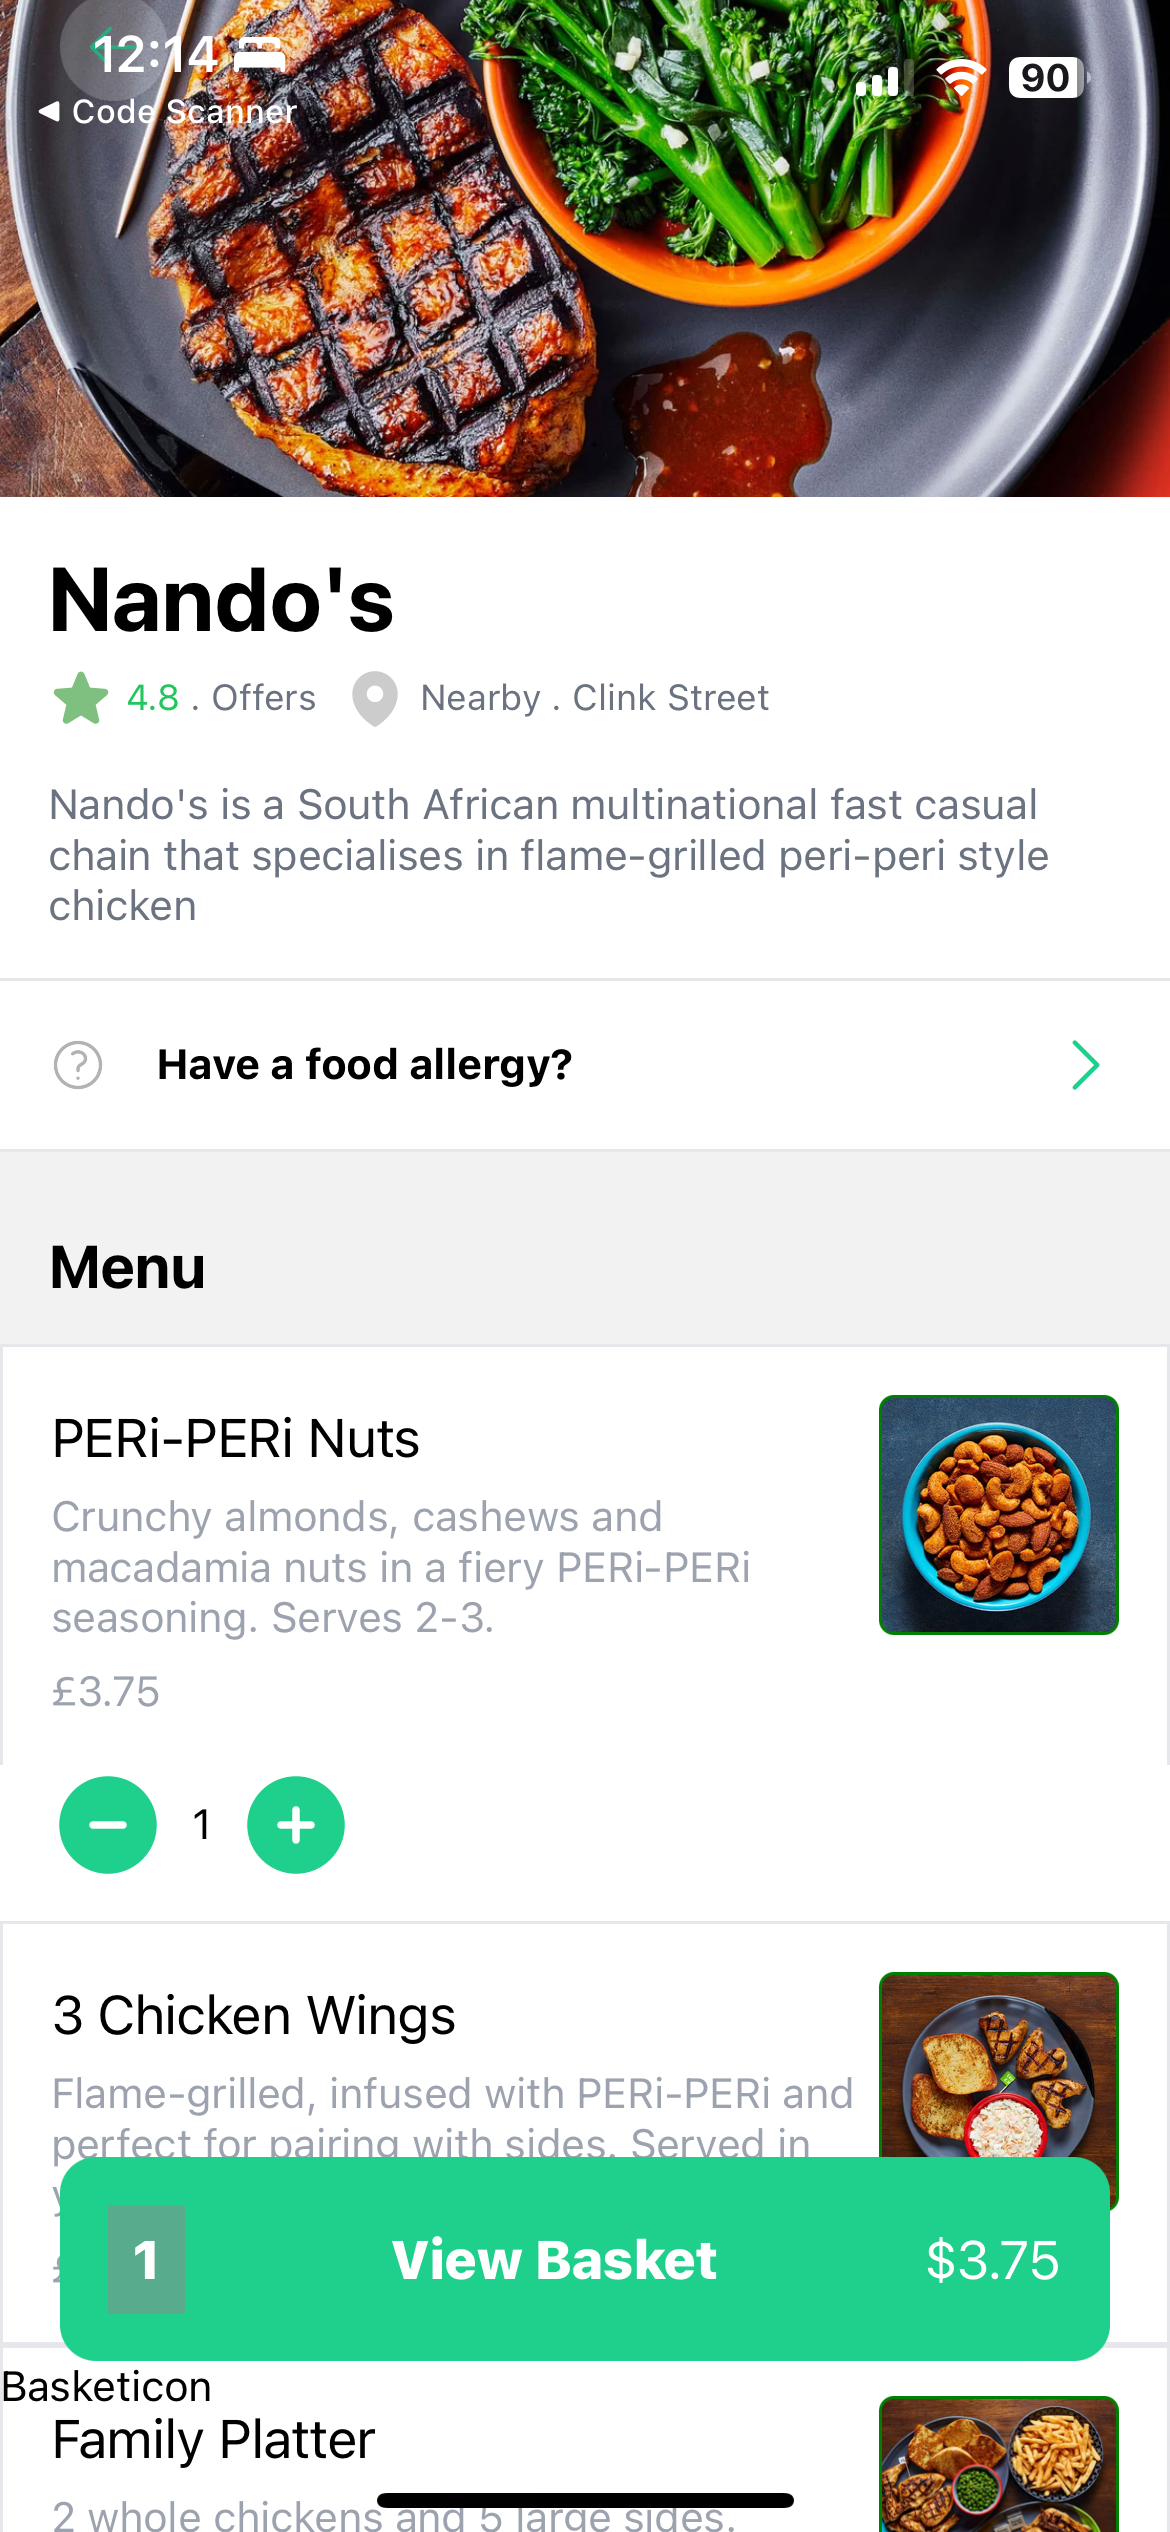 12:14
90
◀ Code Scanner
Nando's
4.8 . Offers
Nearby . Clink Street
Nando's is a South African multinational fast casual
chain that specialises in flame-grilled peri-peri style
chicken
Have a food allergy?
Menu
PERi-PERi Nuts
Crunchy almonds, cashews and
macadamia nuts in a fiery PERi-PERi
seasoning. Serves 2-3.
£3.75
1
3 Chicken Wings
Flame-grilled, infused with PERi-PERi and
perfect for pairing with sides. Served in
1
View Basket
$3.75
Basketicon
Family Platter
2 whole chickens and 5 large sides.